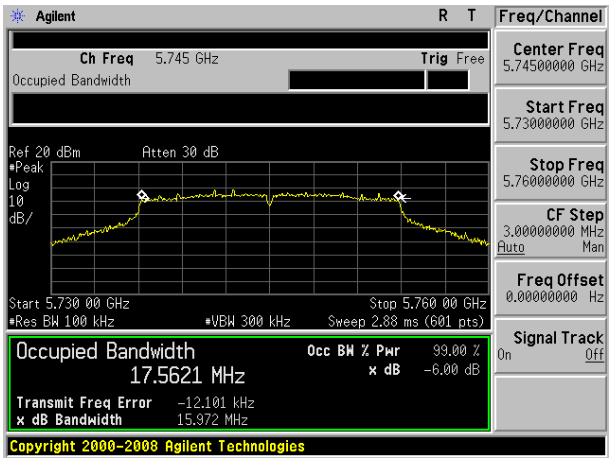 Agilent R T
Ch Freq 5.745 GHz Trig Free
Occupied Bandwidth
Ref 20 dBm Atten 30 dB
#Peak
Log
10
dB/
Start 5.730 00 GHz Stop 5.760 00 GHz
#Res BW 100 kHz #VBW 300 kHz Sweep 2.88 ms (601 pts)
Occupied Bandwidth Occ BW % Pwr 99.00 %
17.5621 MHz x dB -6.00 dB
Transmit Freq Error -12.101 kHz
x dB Bandwidth 15.972 MHz
Copyright 2000-2008 Agilent Technologies
Freq/Channel
Center Freq
5.74500000 GHz
Start Freq
5.73000000 GHz
Stop Freq
5.76000000 GHz
CF Step
3.00000000 MHz
Auto Man
Freq Offset
0.00000000 Hz
Signal Track
On Off